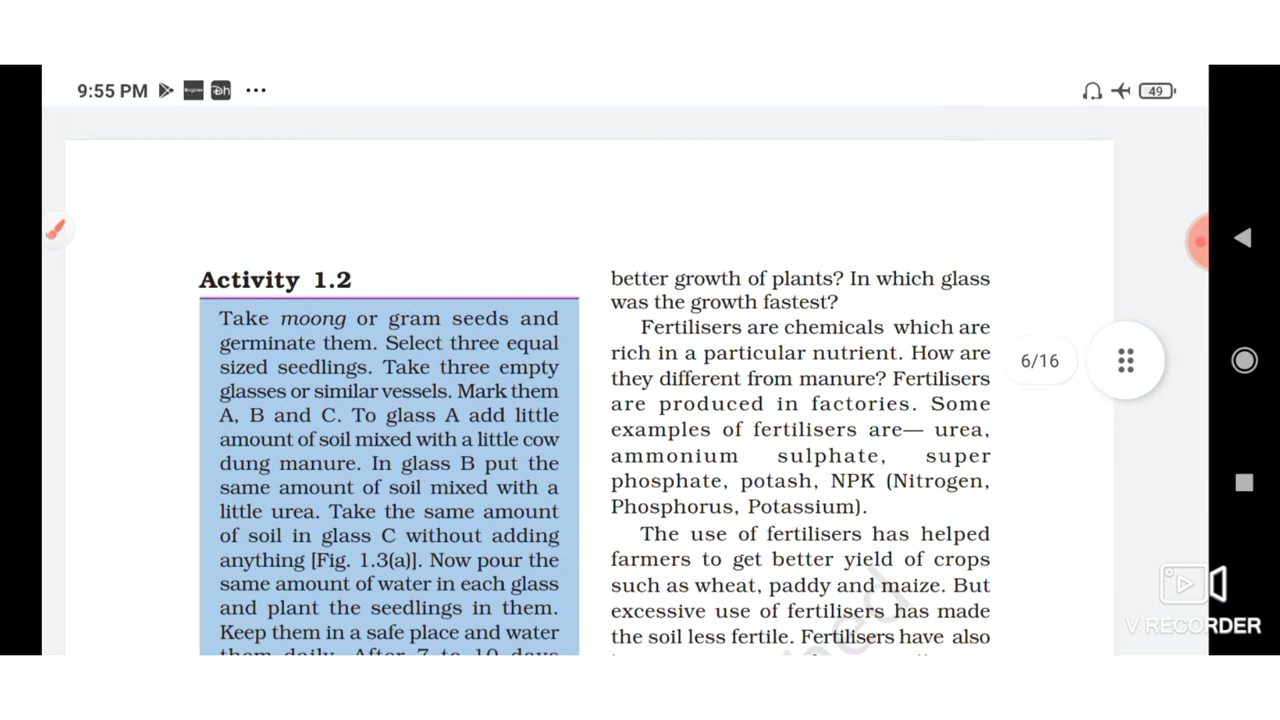 9:55 PM
49
Activity 1.2
Take moong or gram seeds and
germinate them. Select three equal
sized seedlings. Take three empty
glasses or similar vessels. Mark them
A, B and C. To glass A add little
amount of soil mixed with a little cow
dung manure. In glass B put the
same amount of soil mixed with a
little urea. Take the same amount
of soil in glass C without adding
anything [Fig. 1.3(a)]. Now pour the
same amount of water in each glass
and plant the seedlings in them.
Keep them in a safe place and water
them daily. After 7 to 10 days
better growth of plants? In which glass
was the growth fastest?
Fertilisers are chemicals which are
rich in a particular nutrient. How are
they different from manure? Fertilisers
are produced in factories. Some
examples of fertilisers are— urea,
ammonium sulphate, super
phosphate, potash, NPK (Nitrogen,
Phosphorus, Potassium).
The use of fertilisers has helped
farmers to get better yield of crops
such as wheat, paddy and maize. But
excessive use of fertilisers has made
the soil less fertile. Fertilisers have also
6/16
V RECORDER